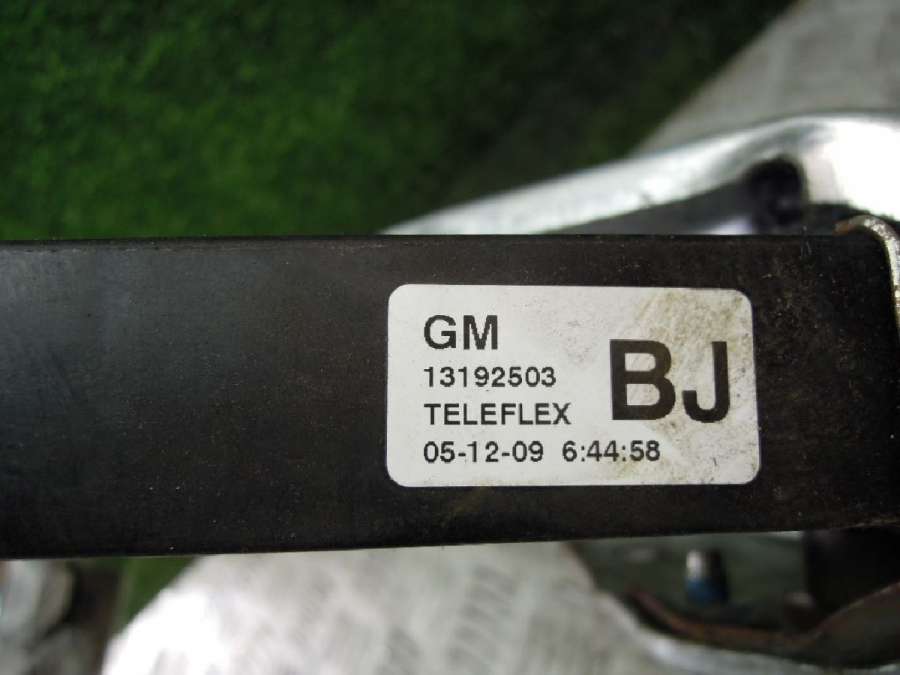 GM
13192503
BJ
TELEFLEX
05-12-09 6:44:58